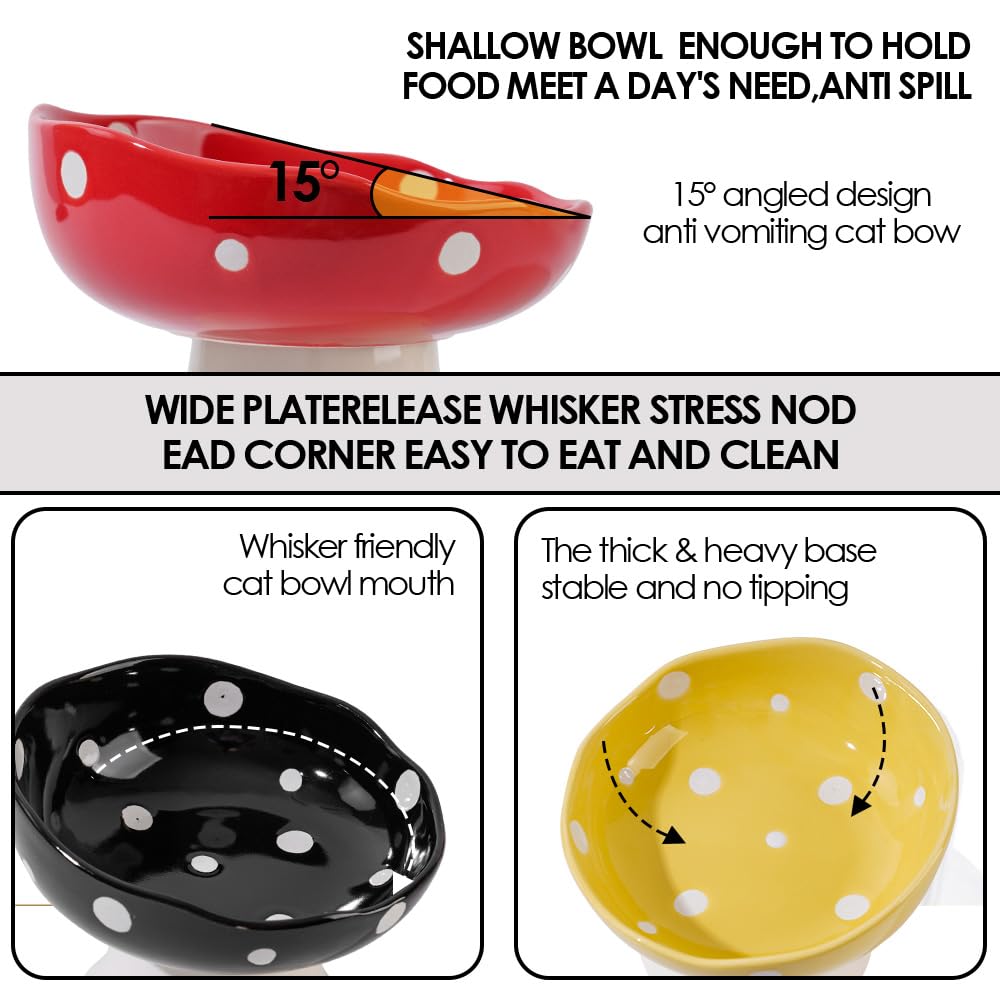 SHALLOW BOWL ENOUGH TO HOLD
FOOD MEET A DAY'S NEED,ANTI SPILL
15°
15° angled design
anti vomiting cat bow
WIDE PLATERELEASE WHISKER STRESS NOD
EAD CORNER EASY TO EAT AND CLEAN
Whisker friendly
cat bowl mouth
The thick & heavy base
stable and no tipping